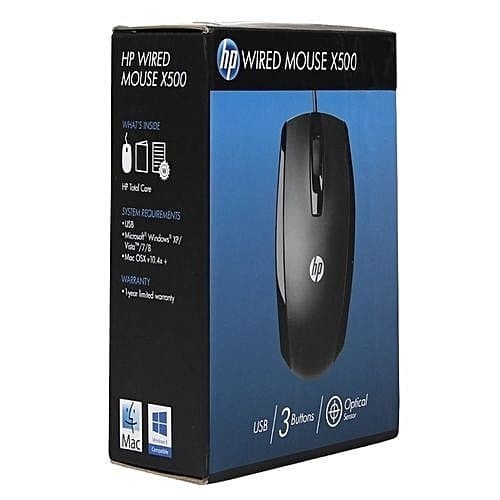 HP WIRED
MOUSE X500
WHAT'S INSIDE
HP Total Care
SYSTEM REQUIREMENTS
• USB
• Microsoft® Windows® XP/
Vista™/7/8
• Mac OSX v10.4x +
WARRANTY
• 1-year limited warranty
Mac
Windows 8
Compatible
hp WIRED MOUSE X500
hp
USB / 3 Buttons / Optical
Sensor